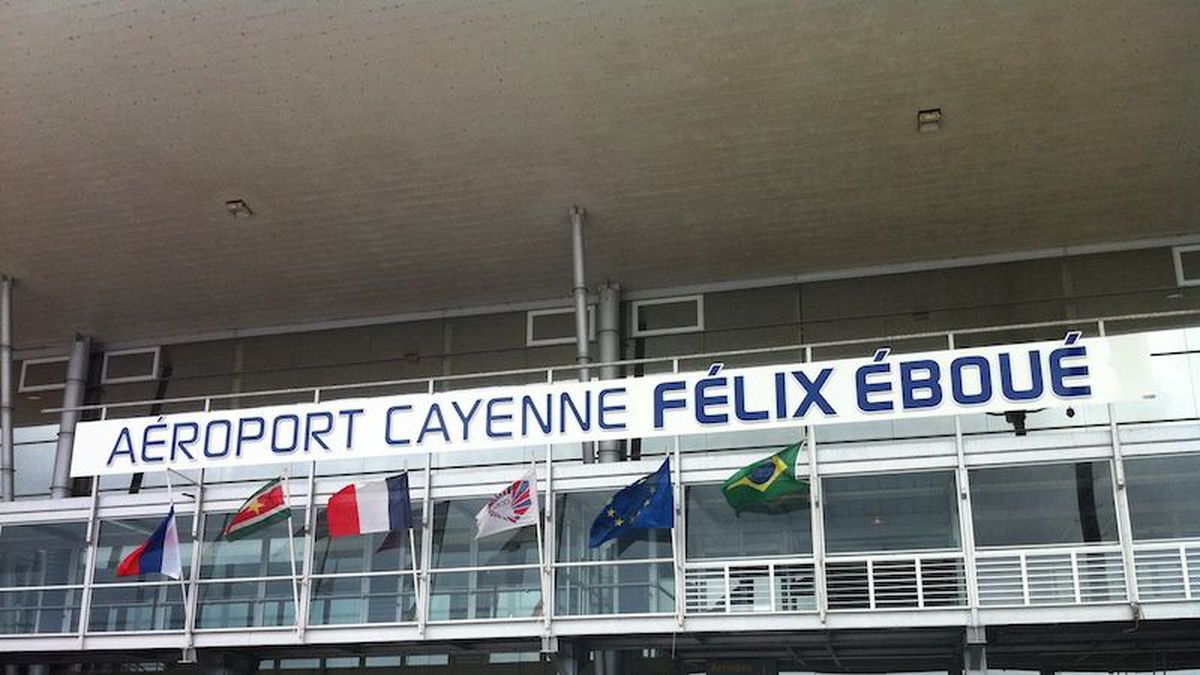 AÉROPORT CAYENNE FÉLIX ÉBOUÉ